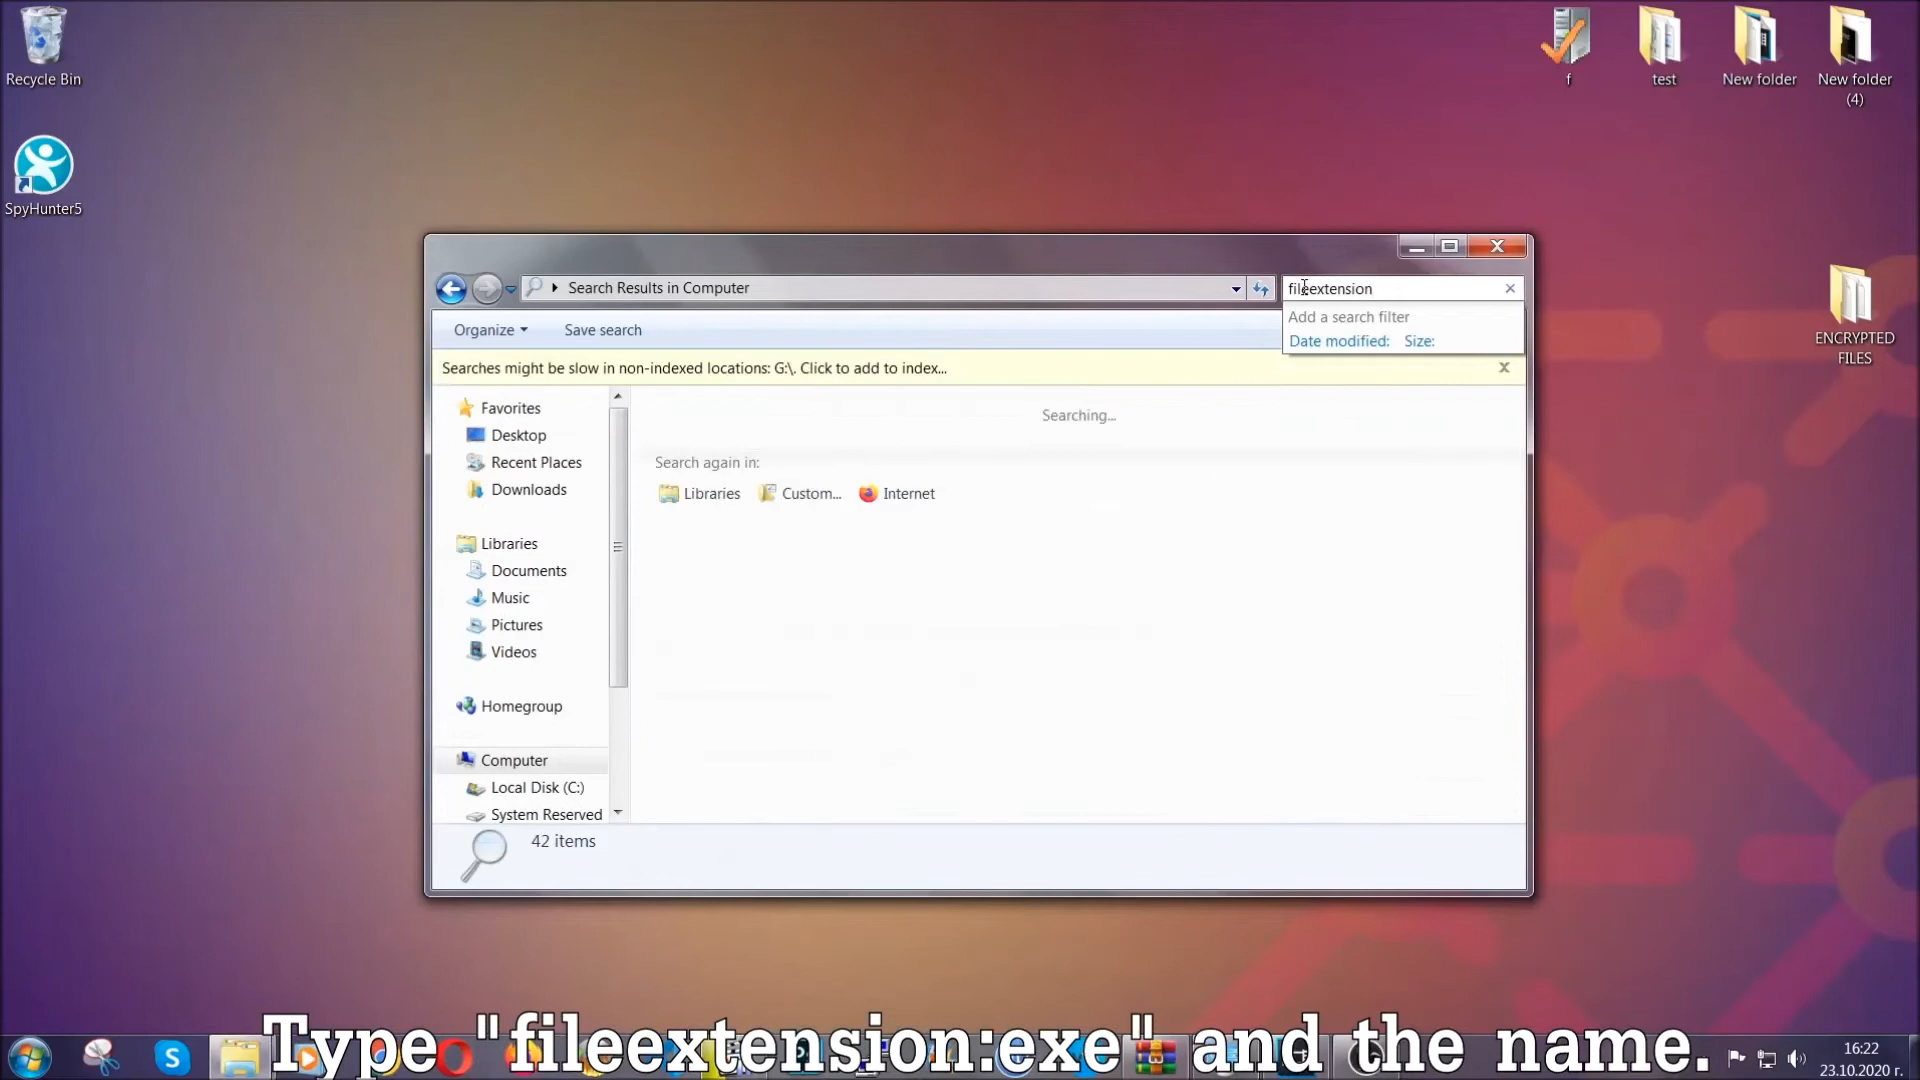 Recycle Bin
SpyHunter5
f
test
New folder
New folder
(4)
ENCRYPTED
FILES
Search Results in Computer
fileextension
Add a search filter
Date modified: Size:
Organize
Save search
Searches might be slow in non-indexed locations: G:\. Click to add to index...
Favorites
Desktop
Recent Places
Downloads
Libraries
Documents
Music
Pictures
Videos
Homegroup
Computer
Local Disk (C:)
System Reserved
Searching...
Search again in:
Libraries
Custom...
Internet
42 items
Type "fileextension:exe" and the name.
16:22
23.10.2020 г.